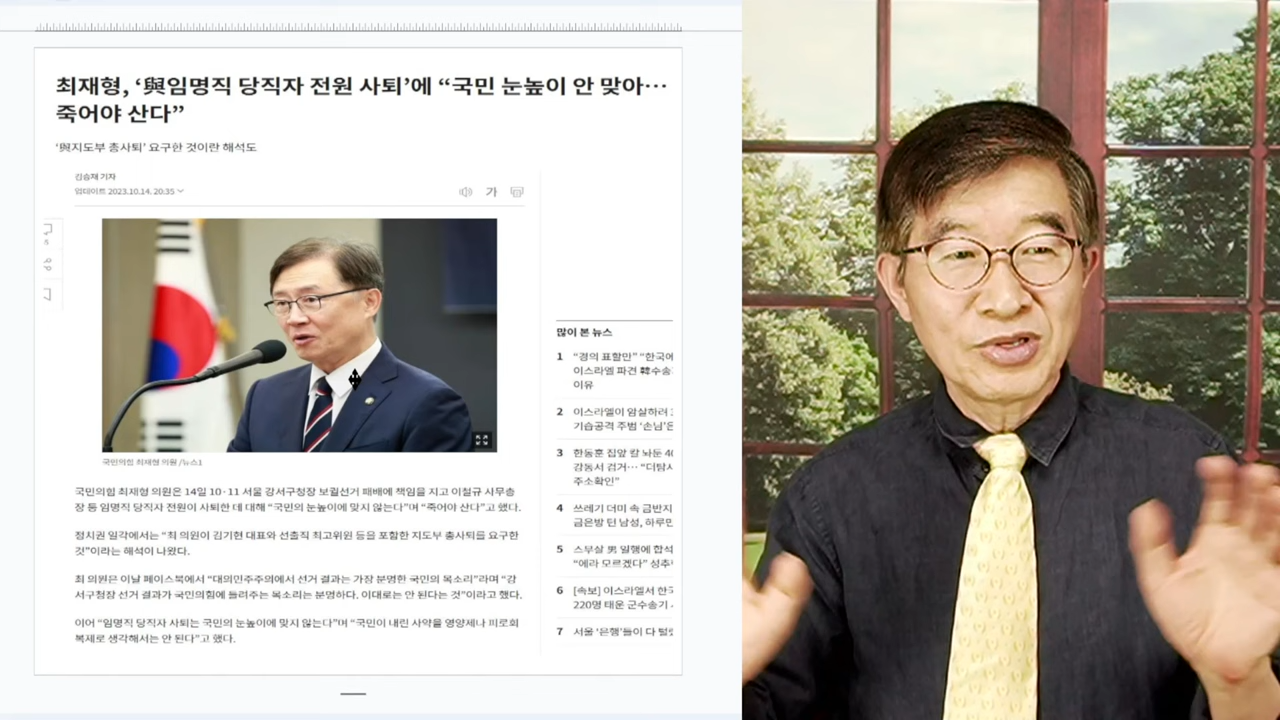 최재형, ‘與임명직 당직자 전원 사퇴’에 “국민 눈높이 안 맞아…
죽어야 산다”
‘與지도부 총사퇴’ 요구한 것이란 해석도
김승재 기자
업데이트 2023.10.14. 20:35
가
국민의힘 최재형 의원 /뉴스1
국민의힘 최재형 의원은 14일 10·11 서울 강서구청장 보궐선거 패배에 책임을 지고 이철규 사무총
장 등 임명직 당직자 전원이 사퇴한 데 대해 “국민의 눈높이에 맞지 않는다”며 “죽어야 산다”고 했다.
정치권 일각에서는 “최 의원이 김기현 대표와 선출직 최고위원 등을 포함한 지도부 총사퇴를 요구한
것”이라는 해석이 나왔다.
최 의원은 이날 페이스북에서 “대의민주주의에서 선거 결과는 가장 분명한 국민의 목소리”라며 “강
서구청장 선거 결과가 국민의힘에 들려주는 목소리는 분명하다. 이대로는 안 된다는 것”이라고 했다.
이어 “임명직 당직자 사퇴는 국민의 눈높이에 맞지 않는다”며 “국민이 내린 사약을 영양제나 피로회
복제로 생각해서는 안 된다”고 했다.
많이 본 뉴스
1 “경의 표할만” “한국에
이스라엘 파견 韓수송
이유
2 이스라엘이 암살하려
기습공격 주범 ‘손님’은
3 한동훈 집앞 칼 놔둔 40
강동서 검거… “더탐사
주소확인”
4 쓰레기 더미 속 금반지
금은방 턴 남성, 하루만
5 스무살 男 일행에 합석
“에라 모르겠다” 성추
6 [속보] 이스라엘서 한국
220명 태운 군수송기
7 서울 ‘은행’들이 다 털